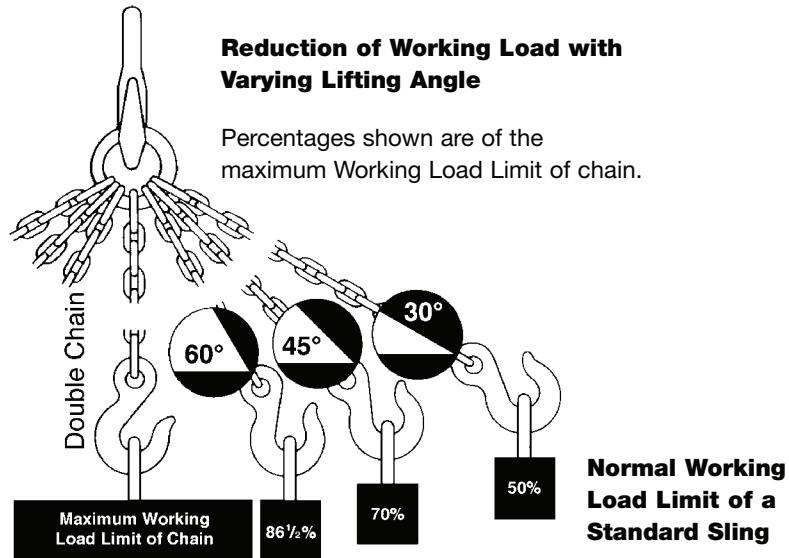 Reduction of Working Load with
Varying Lifting Angle
Percentages shown are of the
maximum Working Load Limit of chain.
Double Chain
60°
45°
30°
Maximum Working
Load Limit of Chain
86½%
70%
50%
Normal Working
Load Limit of a
Standard Sling